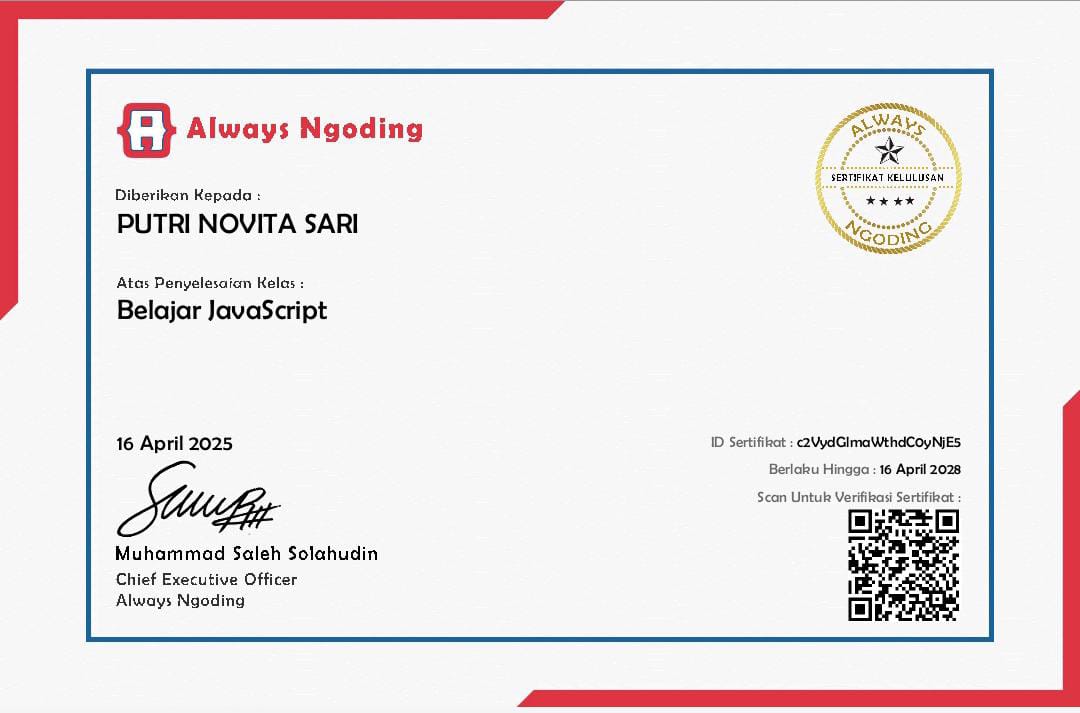 Always Ngoding
ALWAYS
SERTIFIKAT KELULUSAN
NGODING
Diberikan Kepada :
PUTRI NOVITA SARI
Atas Penyelesaian Kelas :
Belajar JavaScript
16 April 2025
Muhammad Saleh Solahudin
Chief Executive Officer
Always Ngoding
ID Sertifikat : c2VydGlmaWthdC0yNjE5
Berlaku Hingga : 16 April 2028
Scan Untuk Verifikasi Sertifikat :